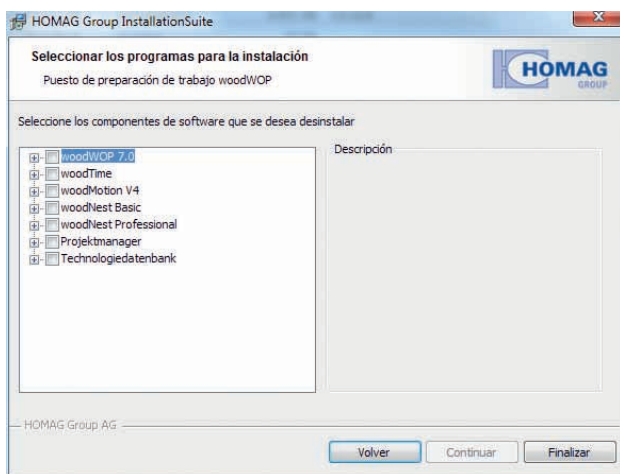 HOMAG Group InstallationSuite
Seleccionar los programas para la instalación
Puesto de preparación de trabajo woodWOP
HOMAG
GROUP
Seleccione los componentes de software que se desea desinstalar
woodWOP 7.0
woodTime
woodMotion V4
woodNest Basic
woodNest Professional
Projektmanager
Technologiedatenbank
Descripción
HOMAG Group AG
Volver
Continuar
Finalizar